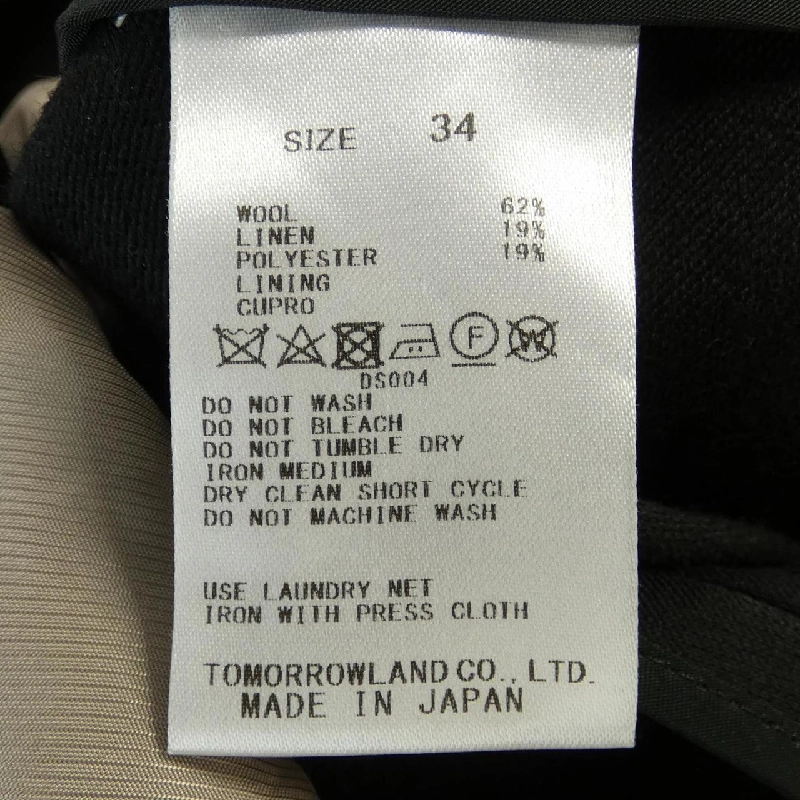 SIZE 34
WOOL 62%
LINEN 19%
POLYESTER 19%
LINING
CUPRO
F W
DS004
DO NOT WASH
DO NOT BLEACH
DO NOT TUMBLE DRY
IRON MEDIUM
DRY CLEAN SHORT CYCLE
DO NOT MACHINE WASH
USE LAUNDRY NET
IRON WITH PRESS CLOTH
TOMORROWLAND CO., LTD.
MADE IN JAPAN